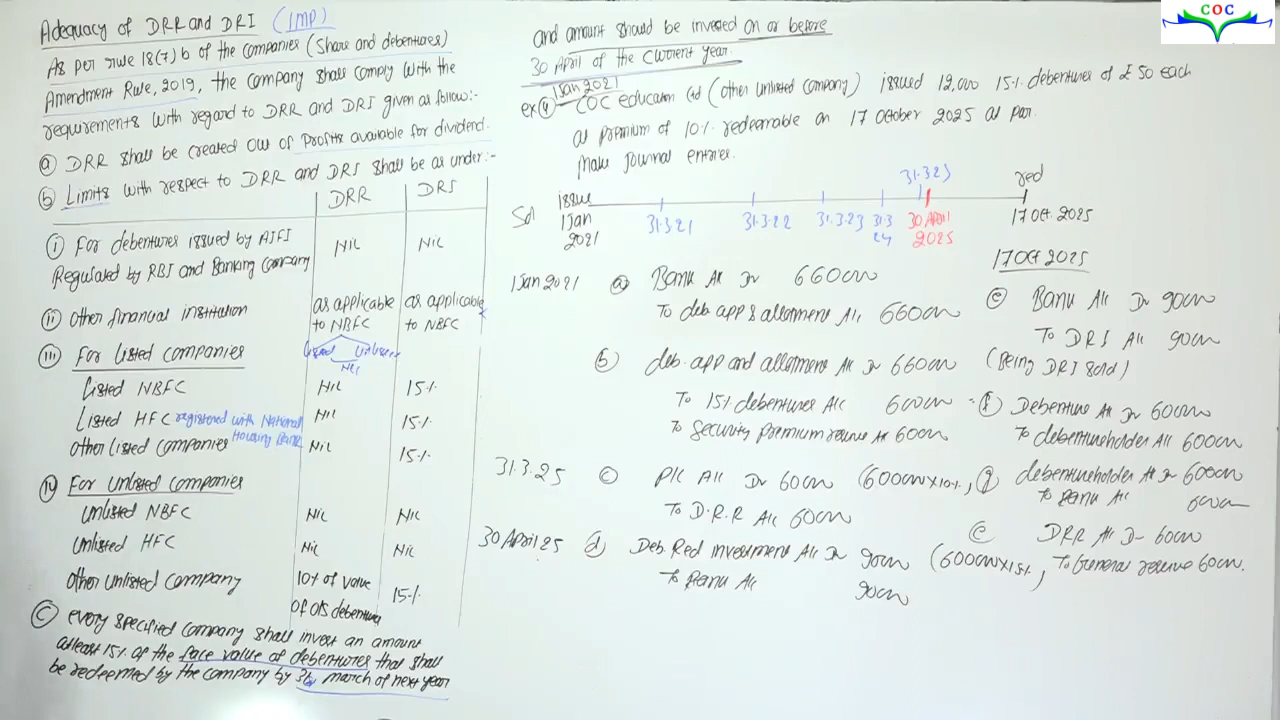 COC
Adequacy of DRR and DRI (IMP)
As per rule 18(7) b of the companies (Share and debentures)
Amendment Rule, 2019, the company shall comply with the
requirements with regard to DRR and DRI given as follow:-
(a) DRR shall be created out of Profits available for dividend.
(b) Limits with respect to DRR and DRI shall be as under:-
DRR DRI
(i) For debentures issued by AIFI Nil Nil
Regulated by RBI and Banking Company
(ii) Other financial institution as applicable to NBFC as applicable to NBFC
listed unlisted
Nil
(iii) For listed companies
Listed NBFC Nil 15%
Listed HFC registered with National Housing Bank Nil 15%
Other listed companies Nil 15%
(iv) For Unlisted companies
Unlisted NBFC Nil Nil
Unlisted HFC Nil Nil
Other unlisted company 10% of value of o/s debentures 15%
(C) every specified company shall invest an amount
atleast 15% of the face value of debentures that shall
be redeemed by the company by 31st march of next year
and amount should be invested on or before
30 April of the current year.
1 Jan 2021
ex (4) COC education ltd (other unlisted company) issued 12,000 15% debentures of ₹ 50 each
at premium of 10% redeemable on 17 October 2025 at par.
Make Journal entries.
31.3.25 red
Sol issue
1 Jan 2021 31.3.21 31.3.22 31.3.23 31.3 24 30 April 2025 17 Oct. 2025
1 Jan 2021 (a) Bank A/c Dr 660000
To deb. app & allotment A/c 660000
(b) deb. app and allotment A/c Dr 660000
To 15% debentures A/c 600000
To security premium reserve A/c 60000
31.3.25 (c) P/L A/c Dr 60000 (600000×10%)
To D.R.R A/c 60000
30 April 25 (d) Deb. Red investment A/c Dr 90000 (600000×15%)
To Bank A/c 90000
17 Oct 2025
(e) Bank A/c Dr 90000
To DRI A/c 90000
(Being DRI sold)
(f) Debenture A/c Dr 600000
To debentureholder A/c 600000
(g) debentureholder A/c Dr 600000
To Bank A/c 600000
(e) DRR A/c Dr 60000
To General reserve 60000.